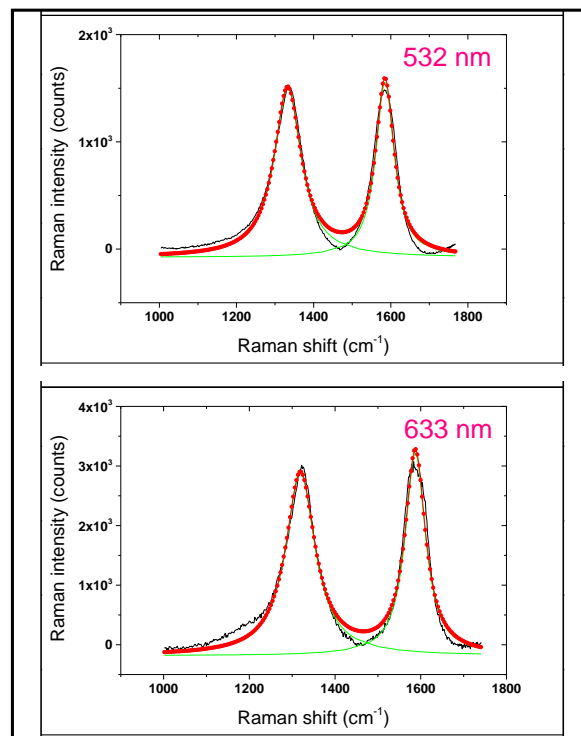 532 nm
Raman intensity (counts)
2x10³
1x10³
0
1000 1200 1400 1600 1800
Raman shift (cm⁻¹)
633 nm
Raman intensity (counts)
4x10³
3x10³
2x10³
1x10³
0
1000 1200 1400 1600 1800
Raman shift (cm⁻¹)